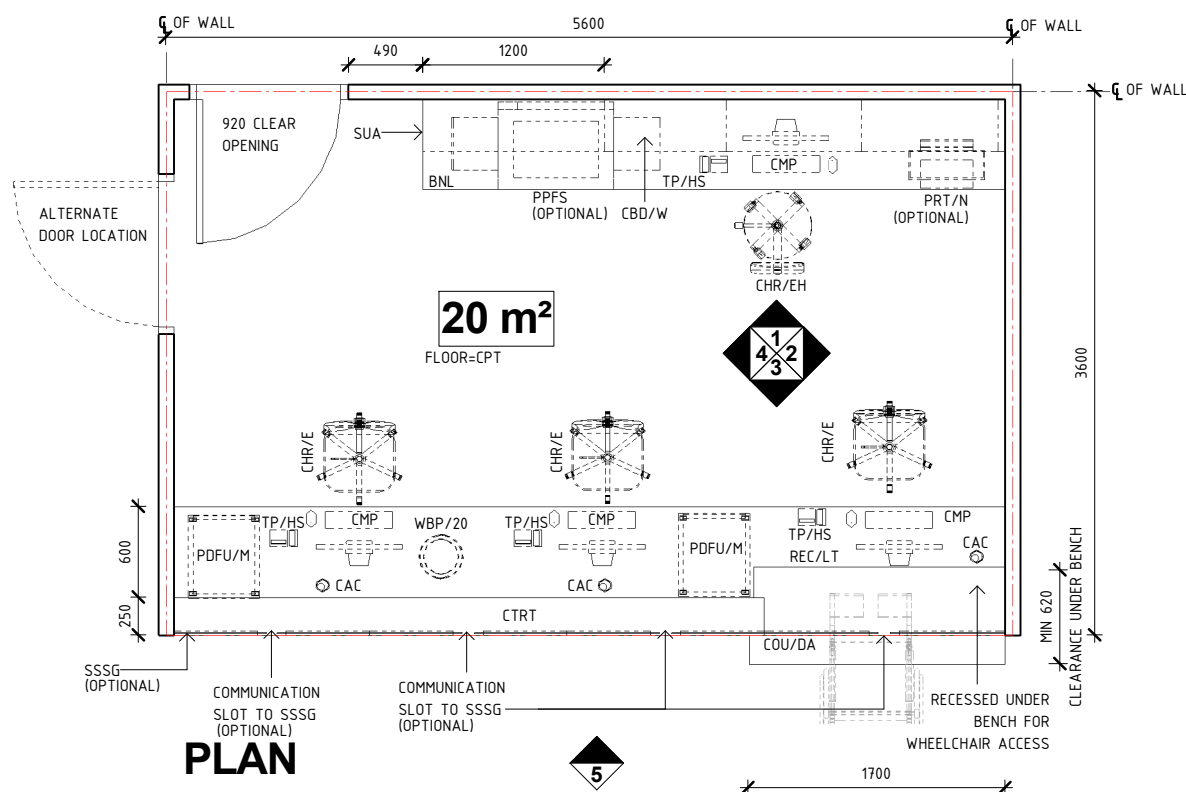 ℄ OF WALL
5600
℄ OF WALL
490
1200
℄ OF WALL
920 CLEAR
OPENING
SUA
BNL
PPFS
(OPTIONAL)
CBD/W
TP/HS
CMP
PRT/N
(OPTIONAL)
ALTERNATE
DOOR LOCATION
CHR/EH
20 m²
FLOOR=CPT
1
4 2
3
3600
CHR/E
CHR/E
CHR/E
600
250
PDFU/M
TP/HS
CMP
WBP/20
CAC
TP/HS
CMP
CAC
PDFU/M
TP/HS
REC/LT
CMP
CAC
CTRT
COU/DA
MIN 620
CLEARANCE UNDER BENCH
SSSG
(OPTIONAL)
COMMUNICATION
SLOT TO SSSG
(OPTIONAL)
COMMUNICATION
SLOT TO SSSG
(OPTIONAL)
RECESSED UNDER
BENCH FOR
WHEELCHAIR ACCESS
PLAN
5
1700